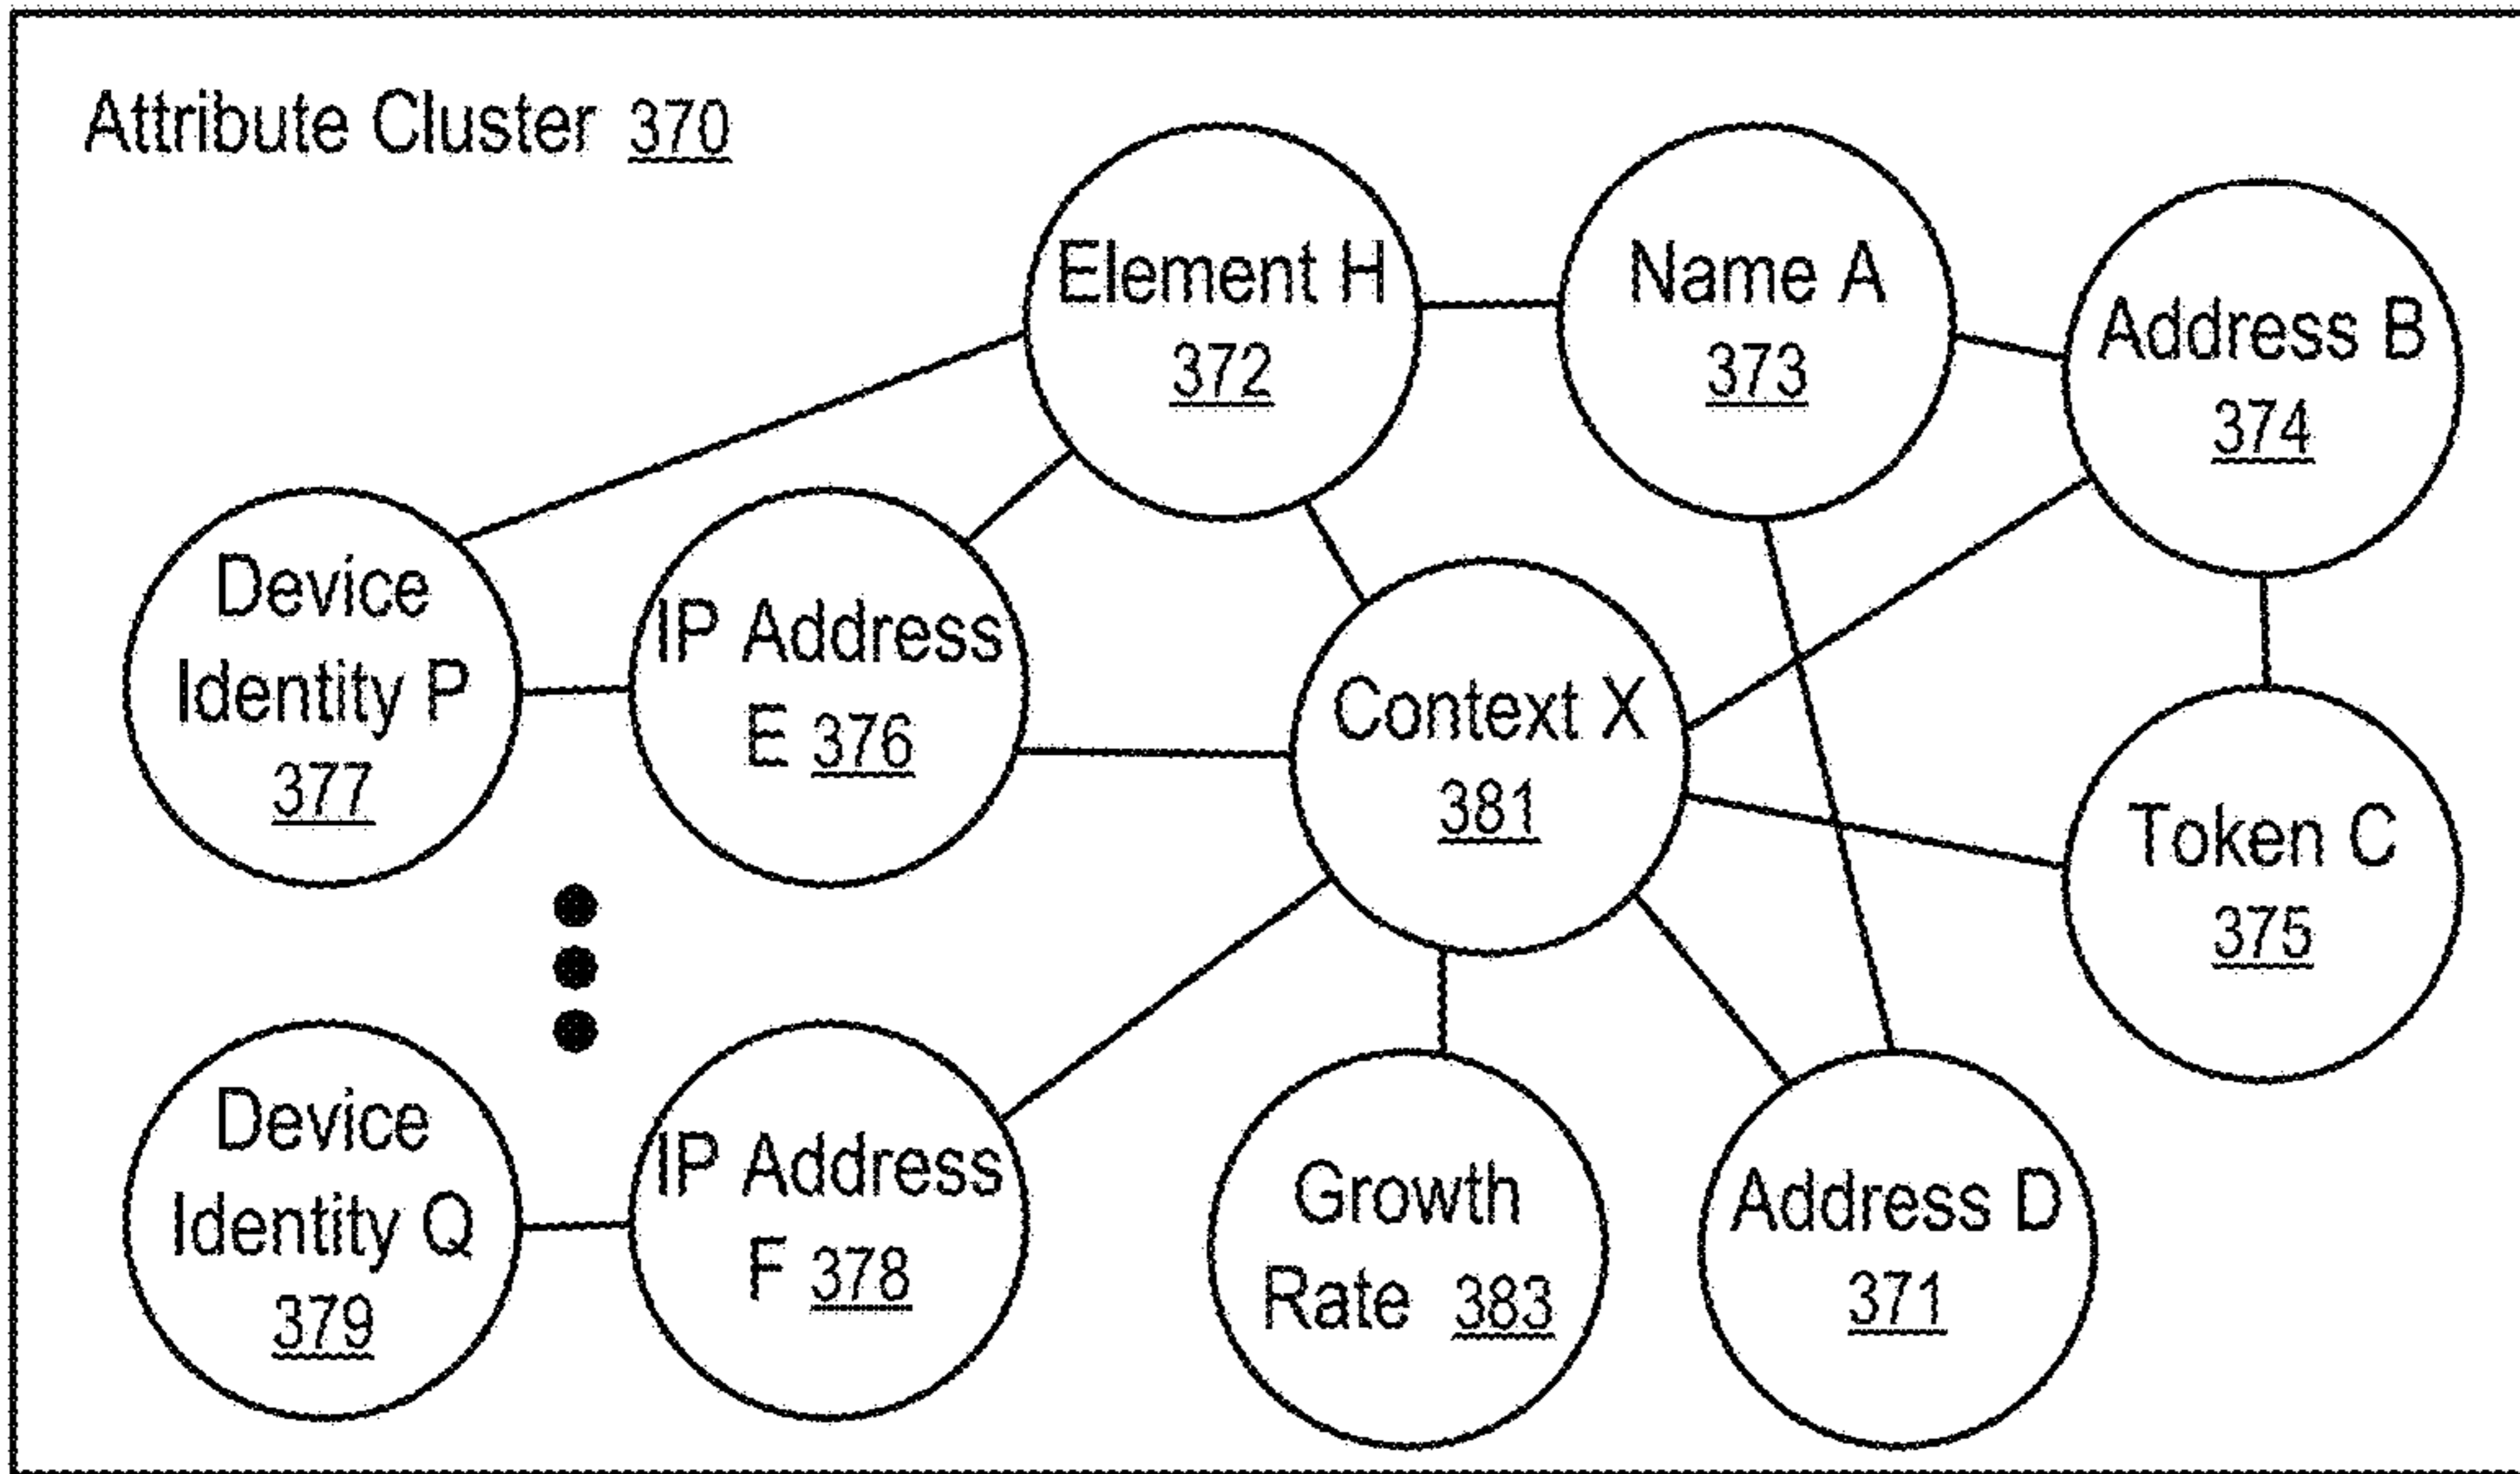 Attribute Cluster 370
Element H
372
Name A
373
Address B
374
Device
Identity P
377
IP Address
E 376
Context X
381
Token C
375
Device
Identity Q
379
IP Address
F 378
Growth
Rate 383
Address D
371